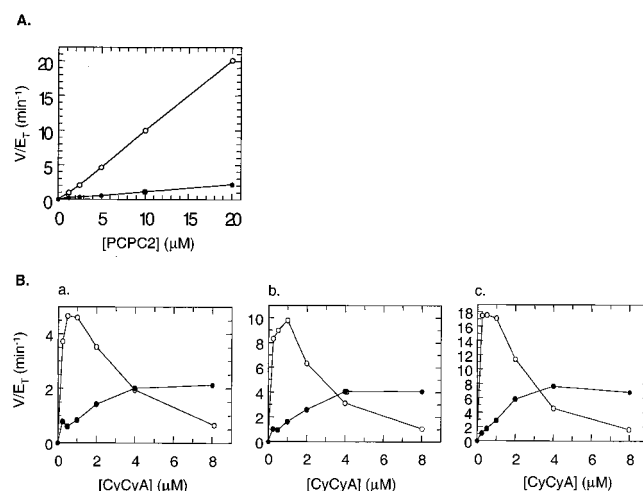 A.
V/E_T (min⁻¹)
20
15
10
5
0
0 5 10 15 20
[PCPC2] (μM)
B.
a. b. c.
V/E_T (min⁻¹)
4
2
0
0 2 4 6 8
[CyCyA] (μM)
10
8
6
4
2
0
0 2 4 6 8
[CyCyA] (μM)
18
16
14
12
10
8
6
4
2
0
0 2 4 6 8
[CyCyA] (μM)